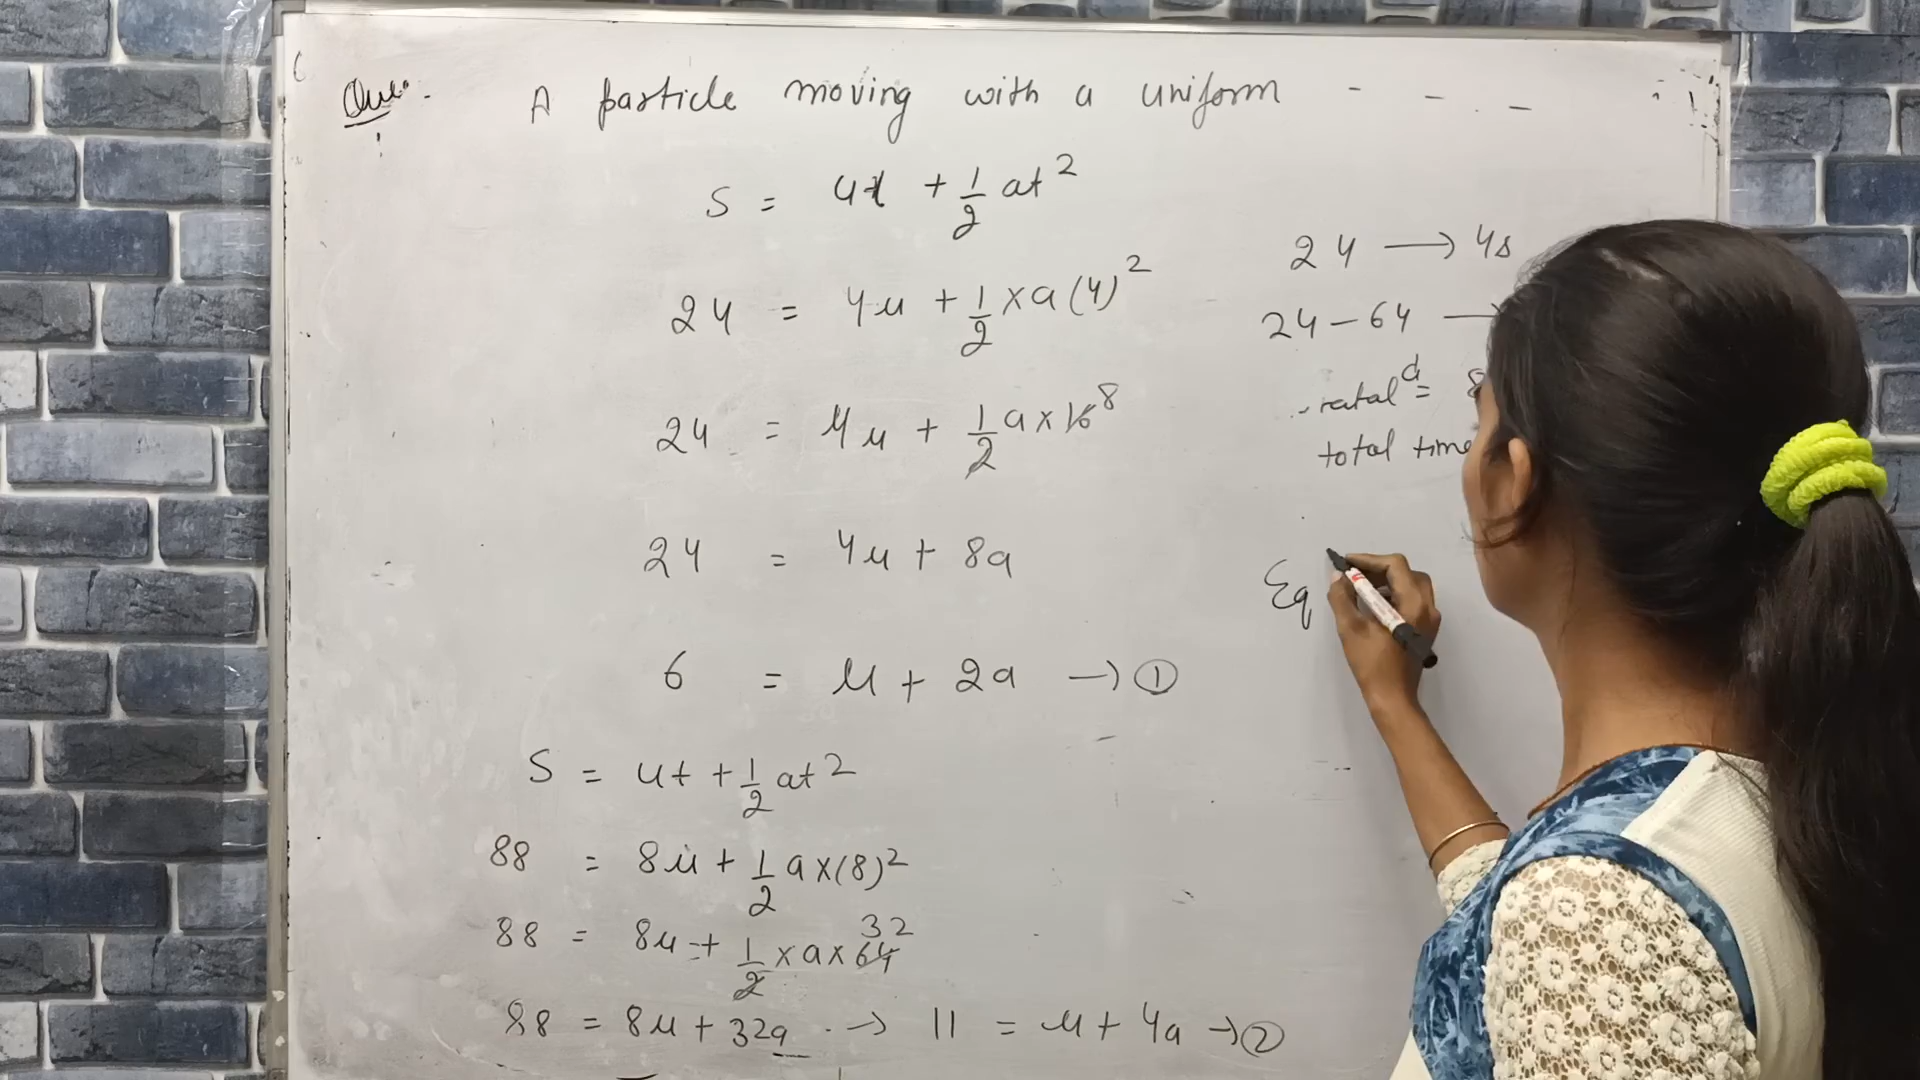 Que. A particle moving with a uniform - - . -
S = ut + 1/2 at²
24 = 4u + 1/2 × a (4)²
24 = 4u + 1/2 a × 16 8
24 = 4u + 8a
6 = u + 2a → ①
S = ut + 1/2 at²
88 = 8u + 1/2 a × (8)²
88 = 8u + 1/2 × a × 64 32
88 = 8u + 32a → 11 = u + 4a → ②
24 → 4s
24 - 64 →
d = 8
total time
Eq